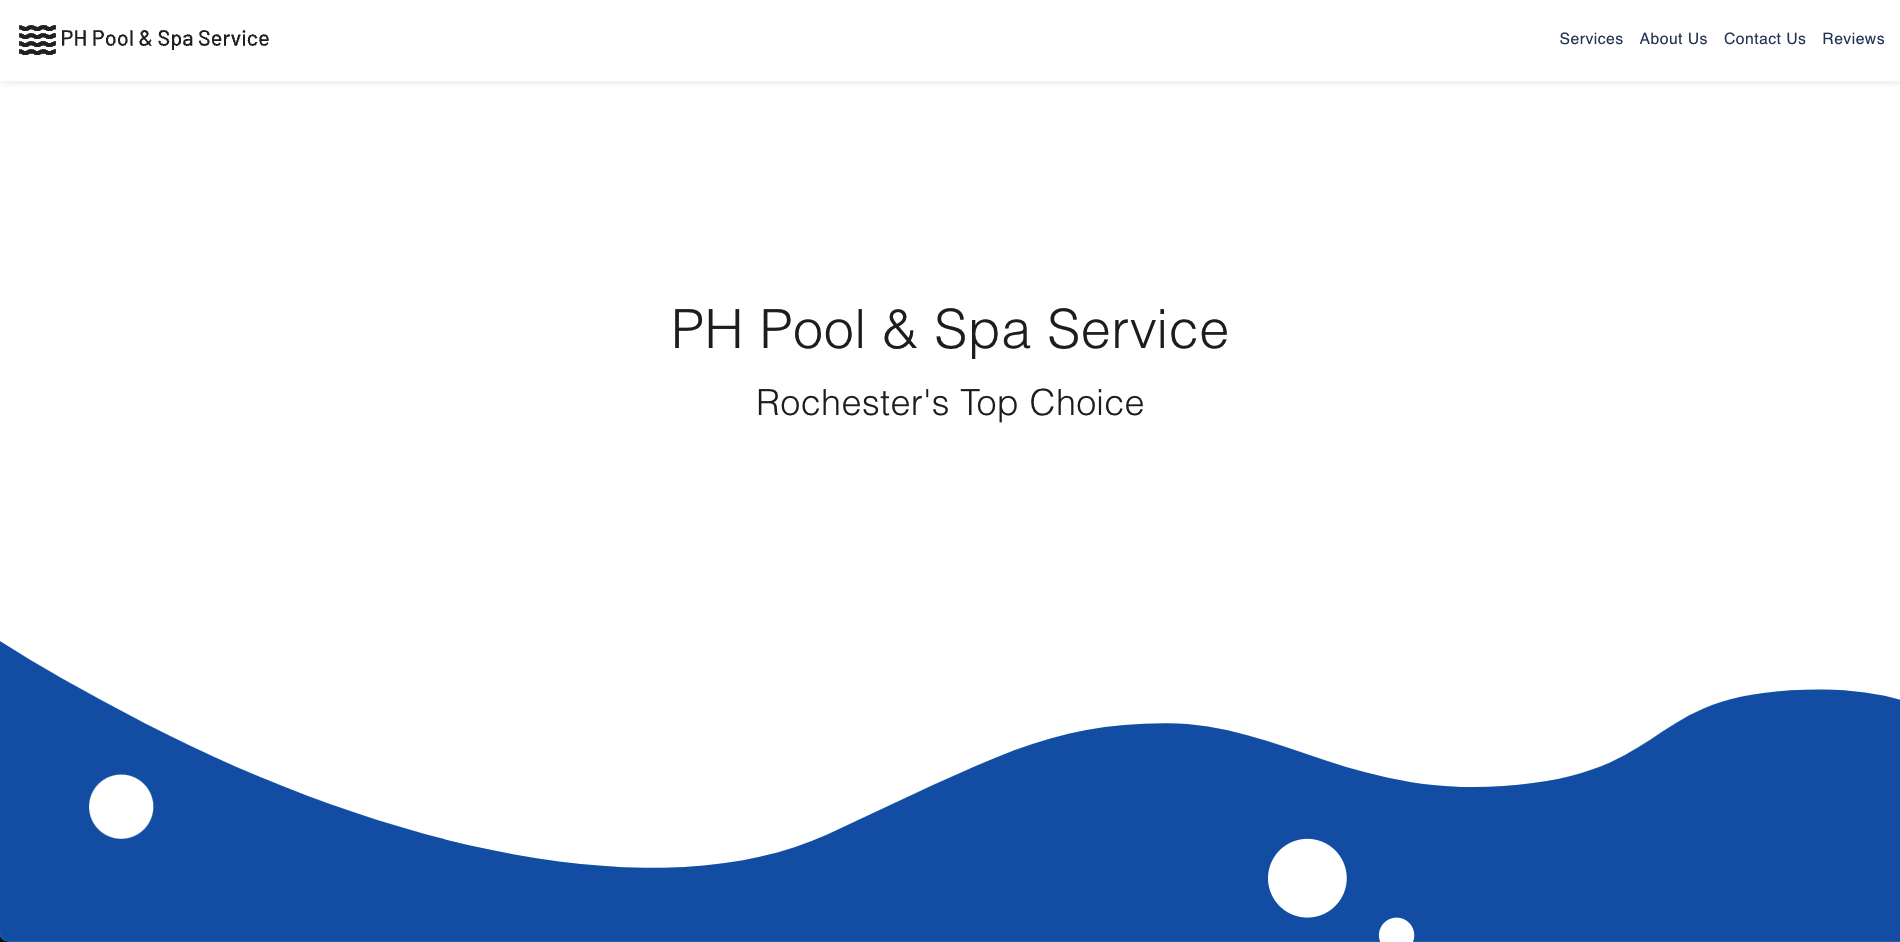 PH Pool & Spa Service
Services About Us Contact Us Reviews
PH Pool & Spa Service
Rochester's Top Choice